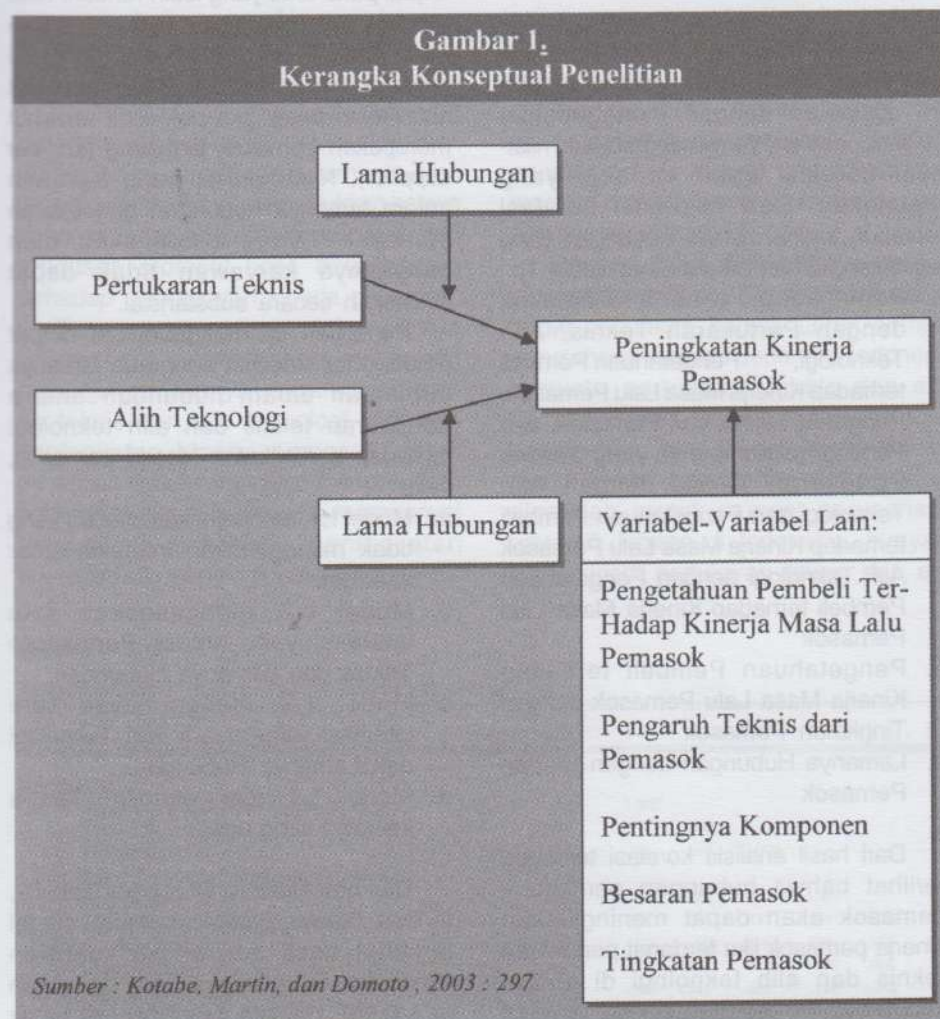 Gambar 1.
Kerangka Konseptual Penelitian
Lama Hubungan
Pertukaran Teknis
Peningkatan Kinerja
Pemasok
Alih Teknologi
Lama Hubungan
Variabel-Variabel Lain:
Pengetahuan Pembeli Ter-
Hadap Kinerja Masa Lalu
Pemasok
Pengaruh Teknis dari
Pemasok
Pentingnya Komponen
Besaran Pemasok
Tingkatan Pemasok
Sumber : Kotabe, Martin, dan Domoto , 2003 : 297